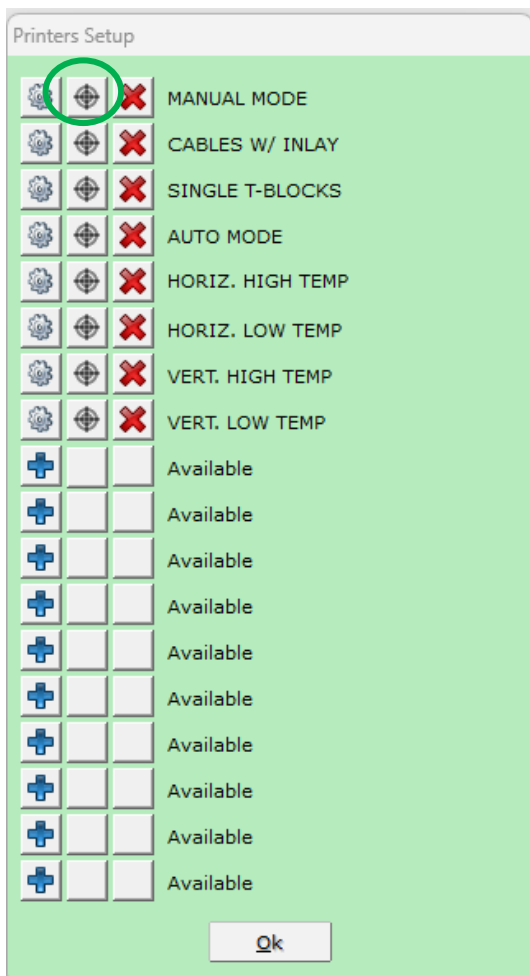 Printers Setup
MANUAL MODE
CABLES W/ INLAY
SINGLE T-BLOCKS
AUTO MODE
HORIZ. HIGH TEMP
HORIZ. LOW TEMP
VERT. HIGH TEMP
VERT. LOW TEMP
Available
Available
Available
Available
Available
Available
Available
Available
Available
Available
Ok